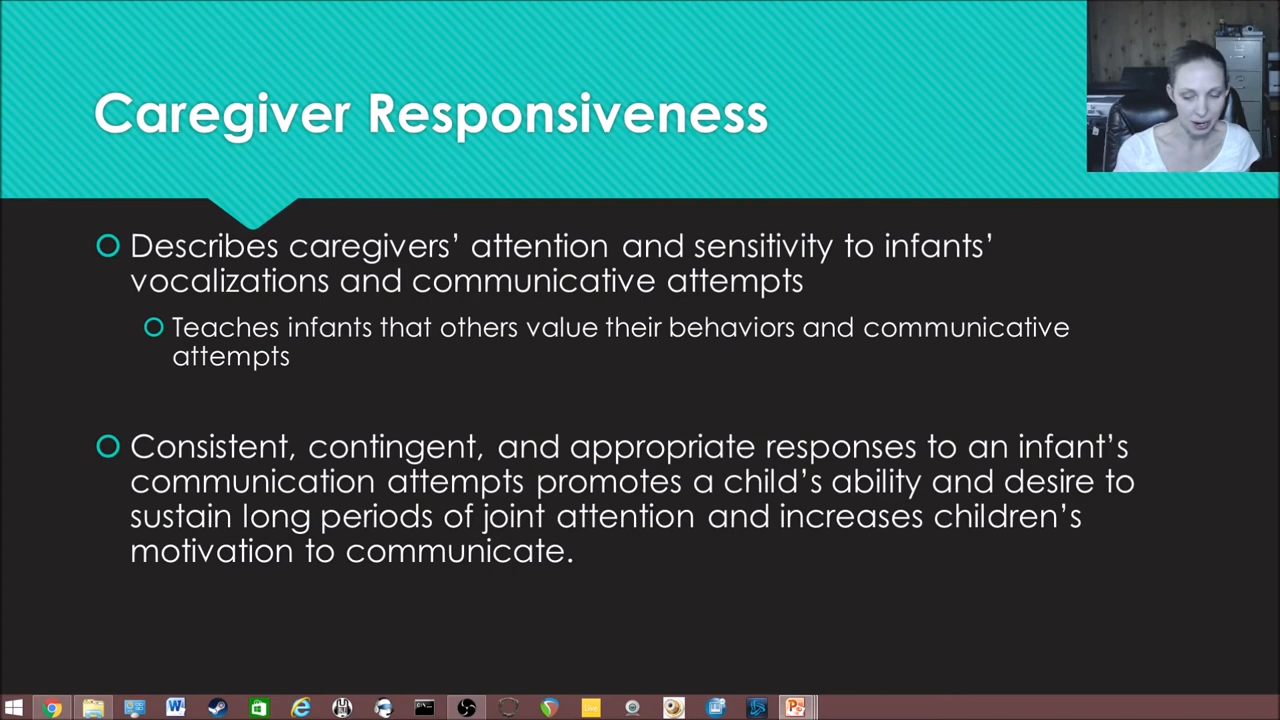 Caregiver Responsiveness
Describes caregivers’ attention and sensitivity to infants’
vocalizations and communicative attempts
Teaches infants that others value their behaviors and communicative
attempts
Consistent, contingent, and appropriate responses to an infant’s
communication attempts promotes a child’s ability and desire to
sustain long periods of joint attention and increases children’s
motivation to communicate.